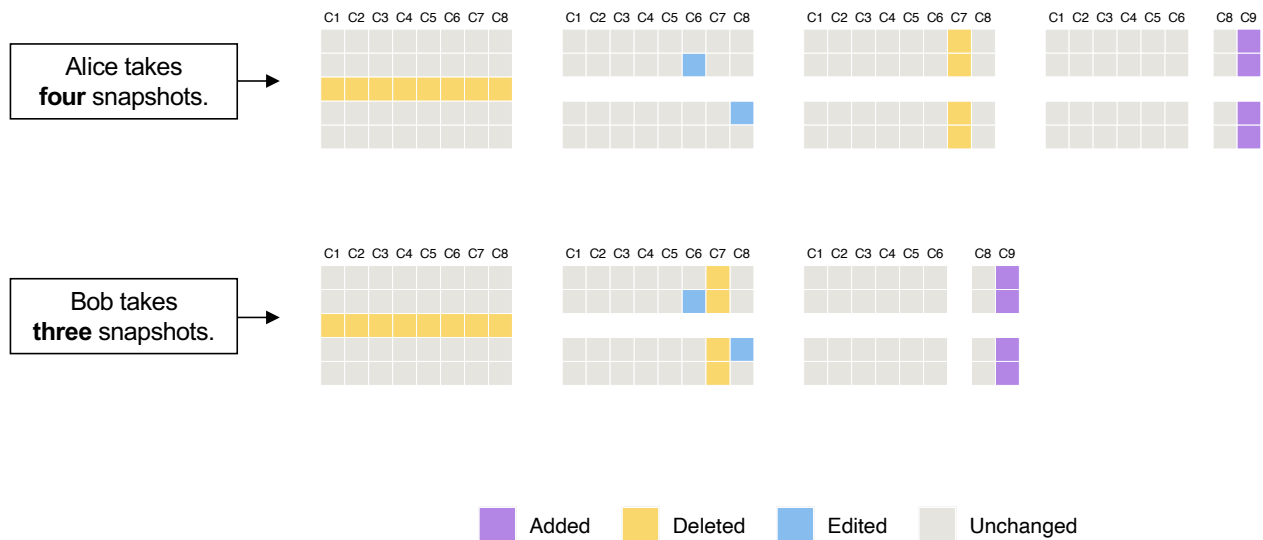 C1 C2 C3 C4 C5 C6 C7 C8 C1 C2 C3 C4 C5 C6 C7 C8 C1 C2 C3 C4 C5 C6 C7 C8 C1 C2 C3 C4 C5 C6 C8 C9
Alice takes
four snapshots.
C1 C2 C3 C4 C5 C6 C7 C8 C1 C2 C3 C4 C5 C6 C7 C8 C1 C2 C3 C4 C5 C6 C8 C9
Bob takes
three snapshots.
Added Deleted Edited Unchanged